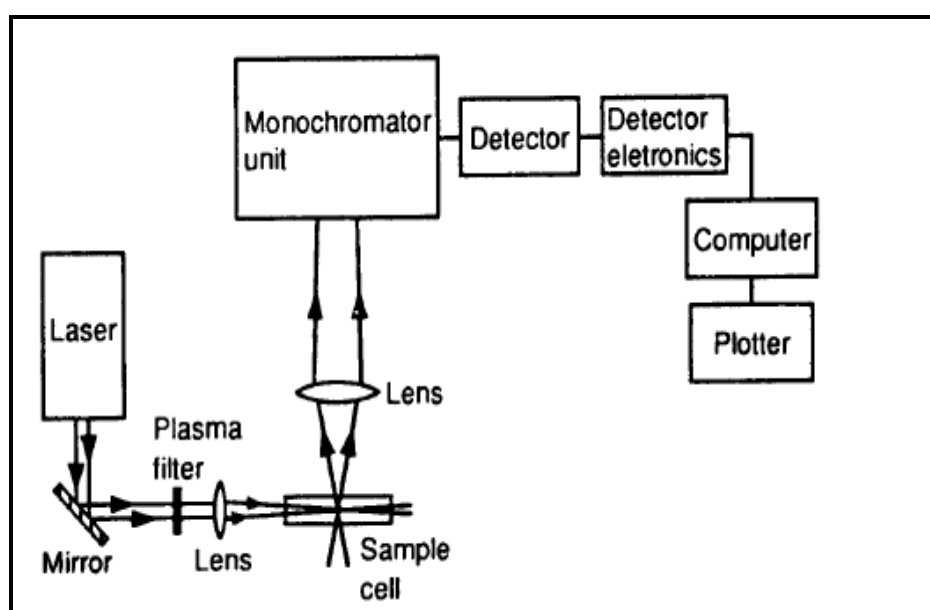 Monochromator
unit
Detector
Detector
eletronics
Computer
Plotter
Laser
Lens
Plasma
filter
Mirror
Lens
Sample
cell